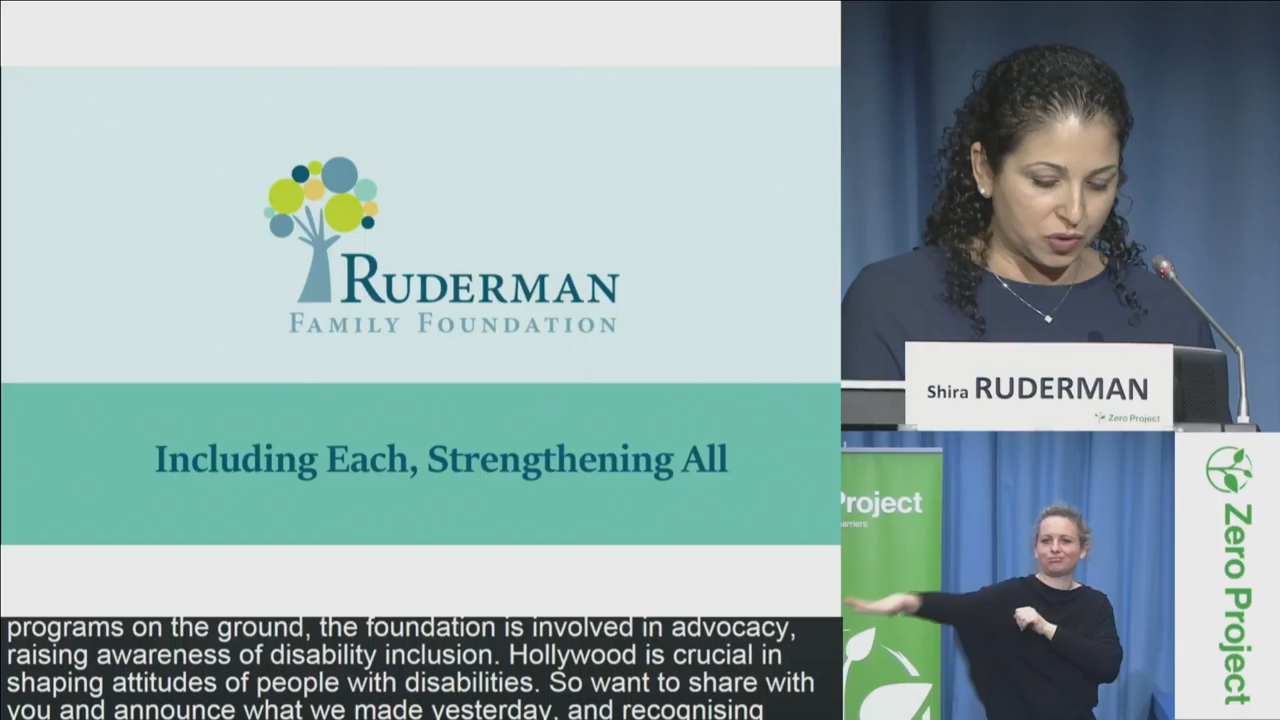 RUDERMAN
FAMILY FOUNDATION
Including Each, Strengthening All
programs on the ground, the foundation is involved in advocacy,
raising awareness of disability inclusion. Hollywood is crucial in
shaping attitudes of people with disabilities. So want to share with
you and announce what we made yesterday, and recognising
Shira RUDERMAN
Zero Project
Project
arriers
Zero Project